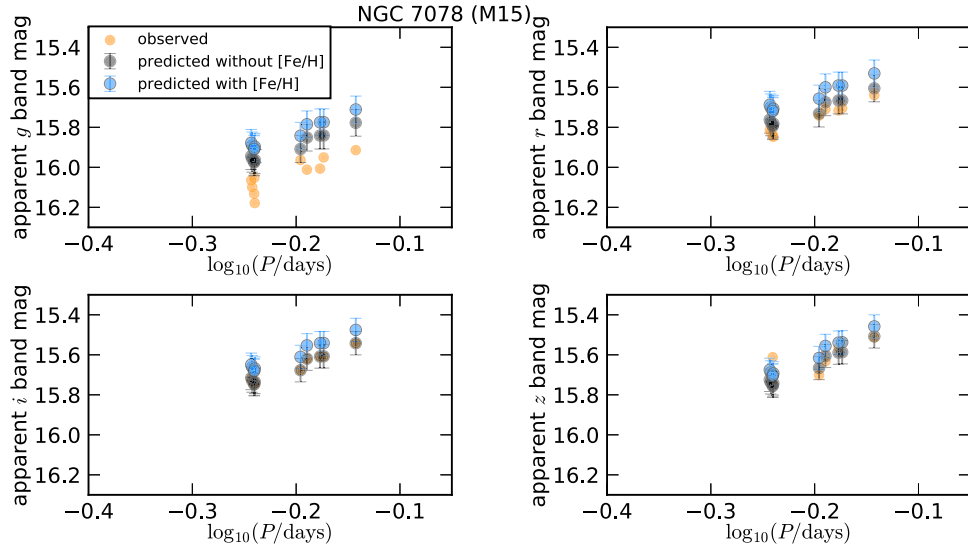 NGC 7078 (M15)
observed
predicted without [Fe/H]
predicted with [Fe/H]
apparent g band mag
15.4
15.6
15.8
16.0
16.2
−0.4 −0.3 −0.2 −0.1
log10(P/days)
apparent r band mag
15.4
15.6
15.8
16.0
16.2
−0.4 −0.3 −0.2 −0.1
log10(P/days)
apparent i band mag
15.4
15.6
15.8
16.0
16.2
−0.4 −0.3 −0.2 −0.1
log10(P/days)
apparent z band mag
15.4
15.6
15.8
16.0
16.2
−0.4 −0.3 −0.2 −0.1
log10(P/days)